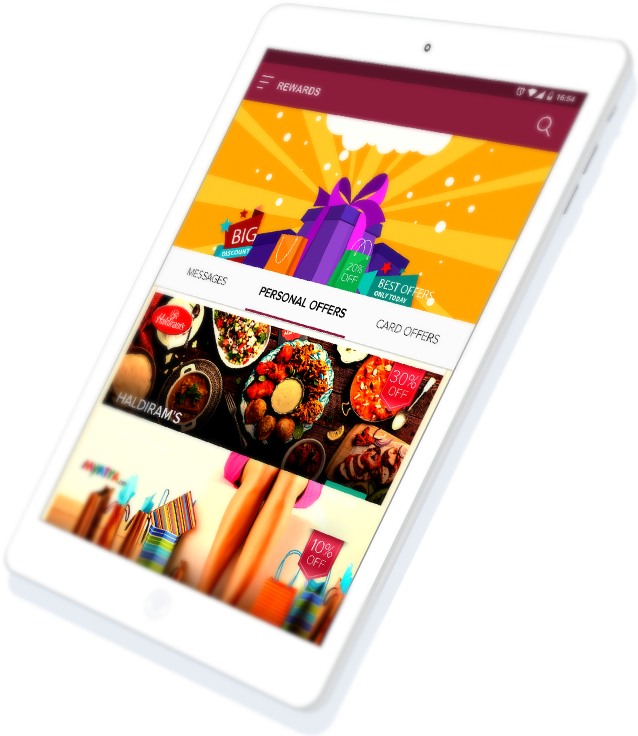 REWARDS
16:54
BIG
DISCOUNT
20%
OFF
BEST OFFERS
ONLY TODAY
MESSAGES
PERSONAL OFFERS
CARD OFFERS
Haldiram's
30%
OFF
HALDIRAM'S
10%
OFF